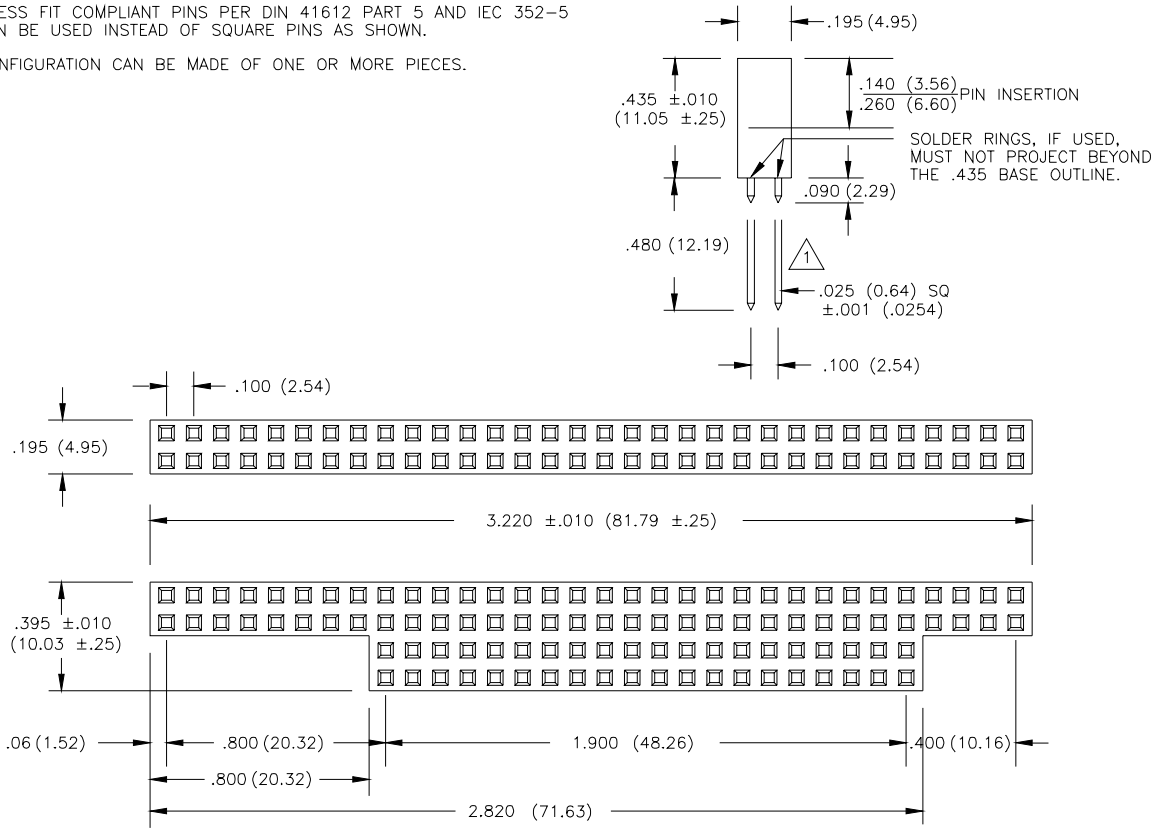 ESS FIT COMPLIANT PINS PER DIN 41612 PART 5 AND IEC 352-5
N BE USED INSTEAD OF SQUARE PINS AS SHOWN.
NFIGURATION CAN BE MADE OF ONE OR MORE PIECES.
.195 (4.95)
.435 ±.010
(11.05 ±.25)
.140 (3.56)
.260 (6.60)
PIN INSERTION
SOLDER RINGS, IF USED,
MUST NOT PROJECT BEYOND
THE .435 BASE OUTLINE.
.090 (2.29)
.480 (12.19)
1
.025 (0.64) SQ
±.001 (.0254)
.100 (2.54)
.100 (2.54)
.195 (4.95)
3.220 ±.010 (81.79 ±.25)
.395 ±.010
(10.03 ±.25)
.06 (1.52)
.800 (20.32)
1.900 (48.26)
.400 (10.16)
.800 (20.32)
2.820 (71.63)